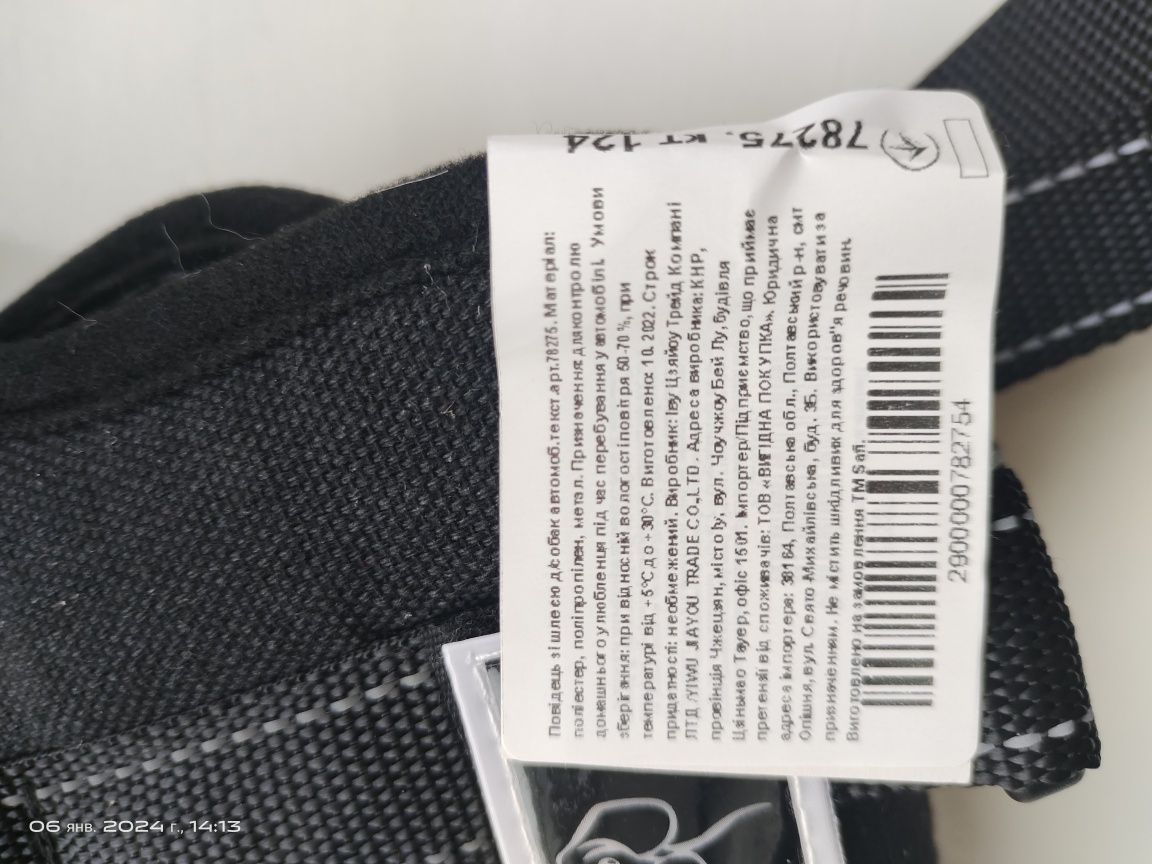 78275. кт 124
Повідець зі шлеєю д/собак автомоб.текст.арт.78275. Матеріал:
поліестер, поліпропілен, метал. Призначення: для контролю
домашнього улюбленця під час перебування у автомобілі. Умови
зберігання: при відносній вологості повітря 50-70 %, при
температурі від +5°С до +30°С. Виготовлено: 10. 2022. Строк
придатності: необмежений. Виробник: Іву Цзяйоу Трейд Компані
ЛТД /YIWU JIAYOU TRADE CO.,LTD. Адреса виробника: КНР,
провінція Чжецзян, місто Іу, вул. Чоучжоу Бей Лу, будівля
Цзіньмао Тауер, офіс 1501. Імпортер/Підприємство, що приймає
претензії від споживачів: ТОВ «ВИГІДНА ПОКУПКА». Юридична
адреса імпортера: 38164, Полтавська обл., Полтавський р-н, смт
Опішня, вул. Свято-Михайлівська, буд. 3Б. Використовувати за
призначенням. Не містить шкідливих для здоров"я речовин.
Виготовлено на замовлення ТМ Safi.
2900000782754
06 янв. 2024 г., 14:13